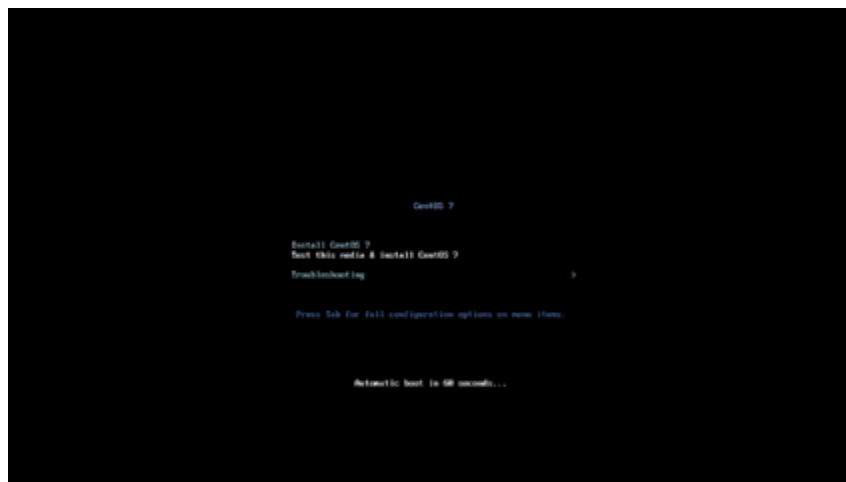 CentOS 7
Install CentOS 7
Test this media & install CentOS 7
Troubleshooting >
Press Tab for full configuration options on menu items.
Automatic boot in 60 seconds...